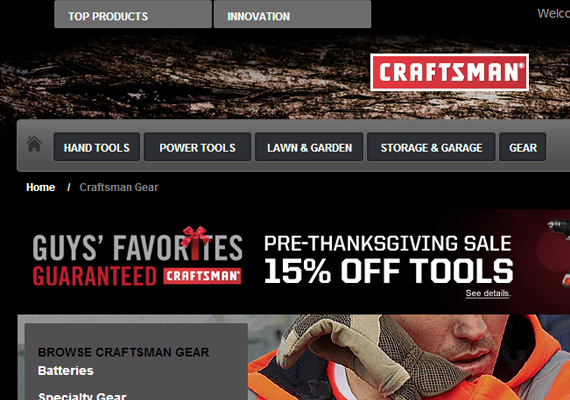 TOP PRODUCTS
INNOVATION
CRAFTSMAN®
HAND TOOLS
POWER TOOLS
LAWN & GARDEN
STORAGE & GARAGE
GEAR
Home / Craftsman Gear
GUYS' FAVORITES
GUARANTEED CRAFTSMAN®
PRE-THANKSGIVING SALE
15% OFF TOOLS
See details.
BROWSE CRAFTSMAN GEAR
Batteries
Specialty Gear